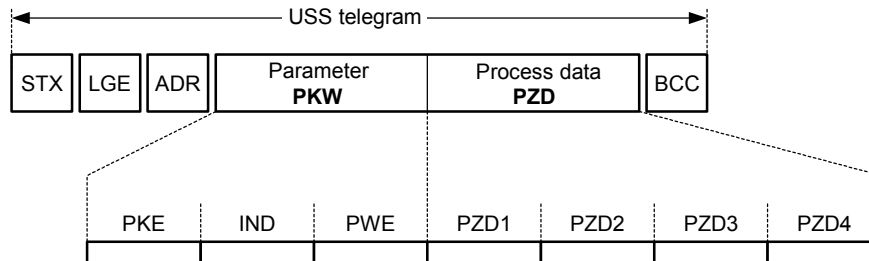 USS telegram
STX LGE ADR Parameter PKW Process data PZD BCC
PKE IND PWE PZD1 PZD2 PZD3 PZD4